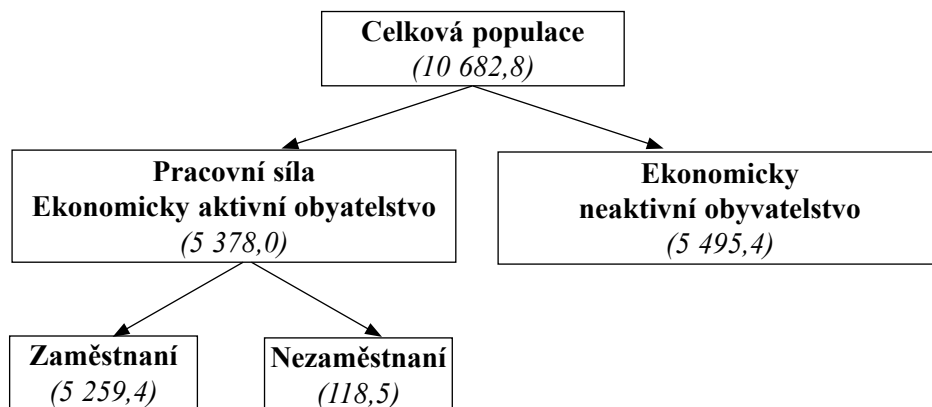 Celková populace
(10 682,8)
Pracovní síla
Ekonomicky aktivní obyatelstvo
(5 378,0)
Ekonomicky
neaktivní obyvatelstvo
(5 495,4)
Zaměstnaní
(5 259,4)
Nezaměstnaní
(118,5)